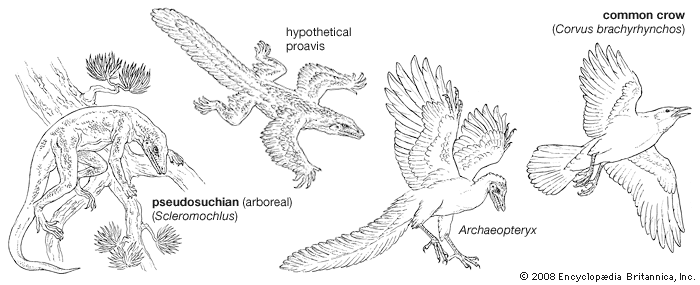 hypothetical
proavis
common crow
(Corvus brachyrhynchos)
pseudosuchian (arboreal)
(Scleromochlus)
Archaeopteryx
© 2008 Encyclopædia Britannica, Inc.